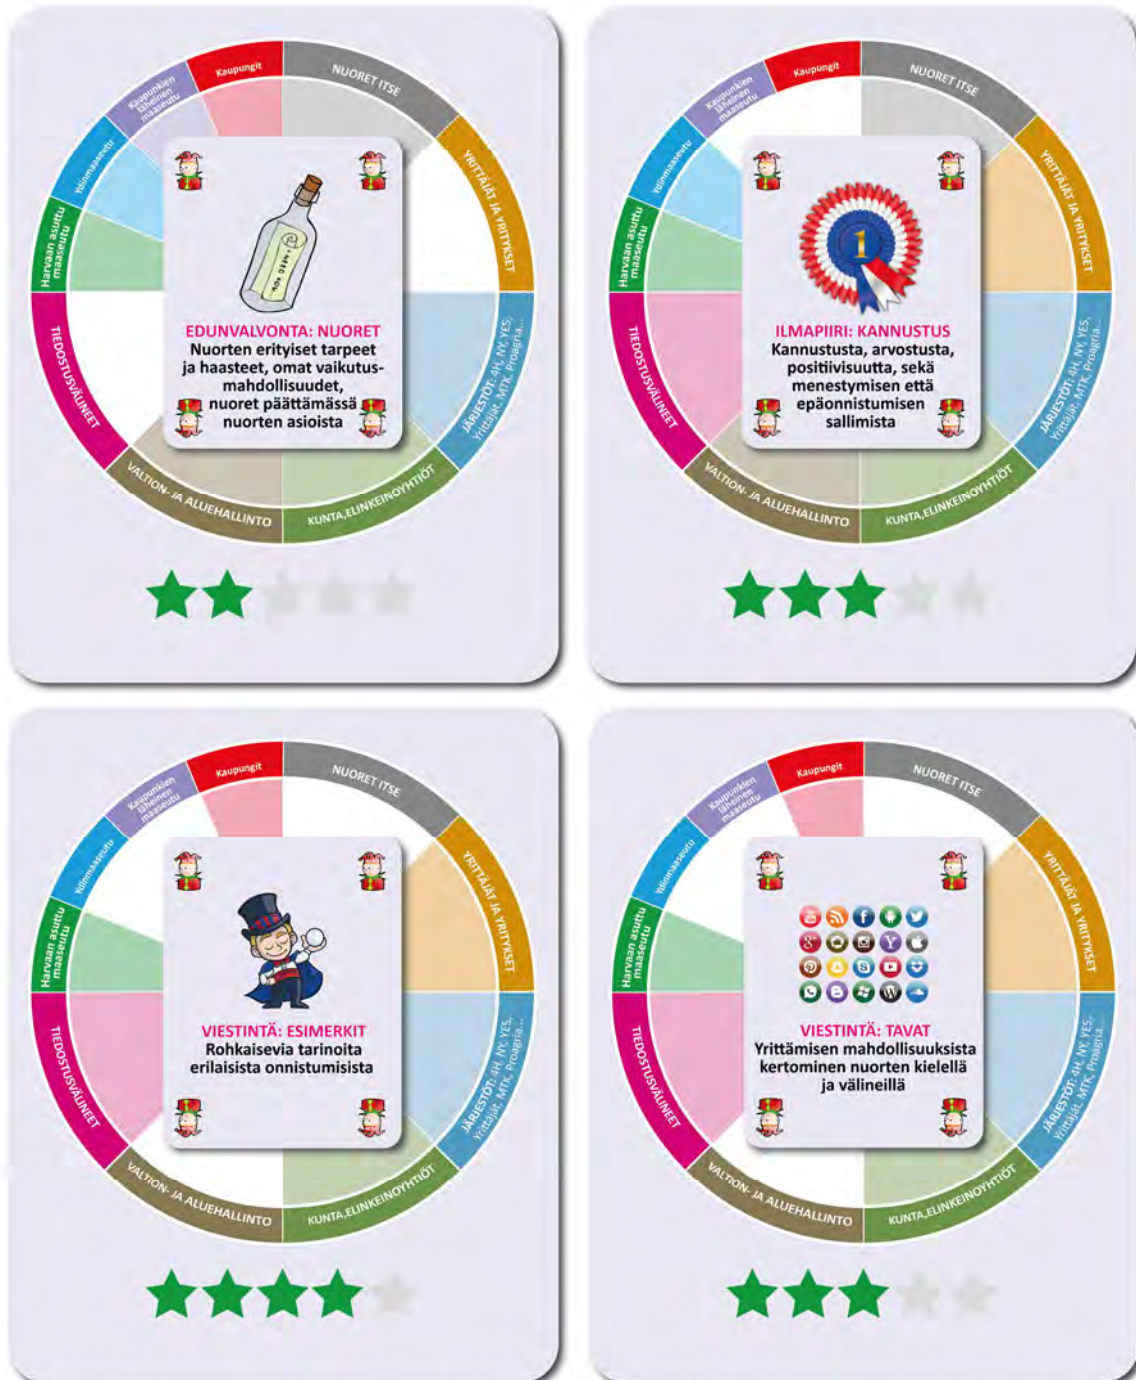 Kaupungit
NUORET ITSE
Kaupunkien
läheinen
maaseutu
YRITTÄJÄT JA YRITYKSET
Ydinmaaseutu
Harvaan asuttu
maaseutu
EDUNVALVONTA: NUORET
Nuorten erityiset tarpeet
ja haasteet, omat vaikutus-
mahdollisuudet,
nuoret päättämässä
nuorten asioista
TIEDOSTUSVÄLINEET
JÄRJESTÖT: 4H, NY, YES,
Yrittäjät, MTK, Proagria...
VALTION- JA ALUEHALLINTO
KUNTA,ELINKEINOYHTIÖT
Kaupungit
NUORET ITSE
Kaupunkien
läheinen
maaseutu
YRITTÄJÄT JA YRITYKSET
Ydinmaaseutu
Harvaan asuttu
maaseutu
1
ILMAPIIRI: KANNUSTUS
Kannustusta, arvostusta,
positiivisuutta, sekä
menestymisen että
epäonnistumisen
sallimista
TIEDOSTUSVÄLINEET
JÄRJESTÖT: 4H, NY, YES,
Yrittäjät, MTK, Proagria...
VALTION- JA ALUEHALLINTO
KUNTA,ELINKEINOYHTIÖT
Kaupungit
NUORET ITSE
Kaupunkien
läheinen
maaseutu
YRITTÄJÄT JA YRITYKSET
Ydinmaaseutu
Harvaan asuttu
maaseutu
VIESTINTÄ: ESIMERKIT
Rohkaisevia tarinoita
erilaisista onnistumisista
TIEDOSTUSVÄLINEET
JÄRJESTÖT: 4H, NY, YES,
Yrittäjät, MTK, Proagria...
VALTION- JA ALUEHALLINTO
KUNTA,ELINKEINOYHTIÖT
Kaupungit
NUORET ITSE
Kaupunkien
läheinen
maaseutu
YRITTÄJÄT JA YRITYKSET
Ydinmaaseutu
Harvaan asuttu
maaseutu
VIESTINTÄ: TAVAT
Yrittämisen mahdollisuuksista
kertominen nuorten kielellä
ja välineillä
TIEDOSTUSVÄLINEET
JÄRJESTÖT: 4H, NY, YES,
Yrittäjät, MTK, Proagria...
VALTION- JA ALUEHALLINTO
KUNTA,ELINKEINOYHTIÖT